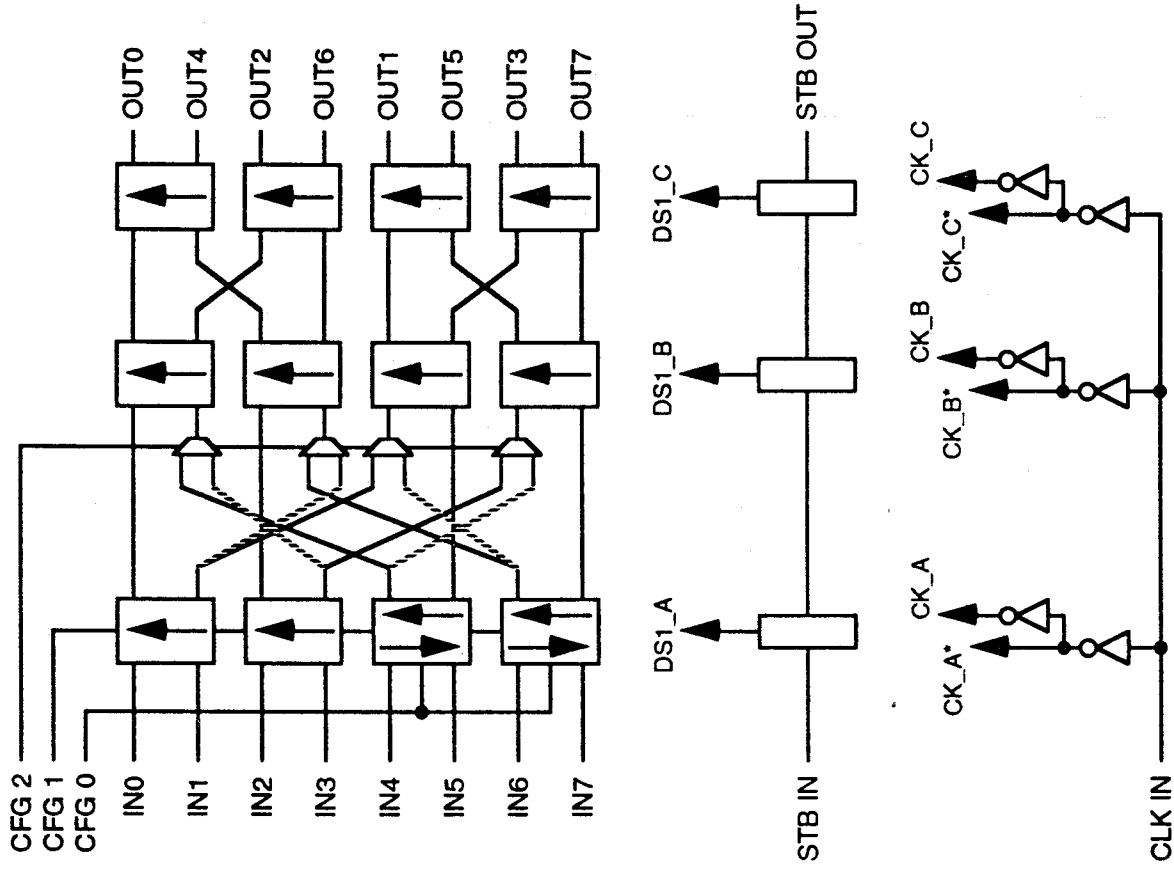 CFG 2
CFG 1
CFG 0
IN0
IN1
IN2
IN3
IN4
IN5
IN6
IN7
OUT0
OUT4
OUT2
OUT6
OUT1
OUT5
OUT3
OUT7
DS1_A
DS1_B
DS1_C
STB IN
STB OUT
CK_A*
CK_A
CK_B*
CK_B
CK_C*
CK_C
CLK IN